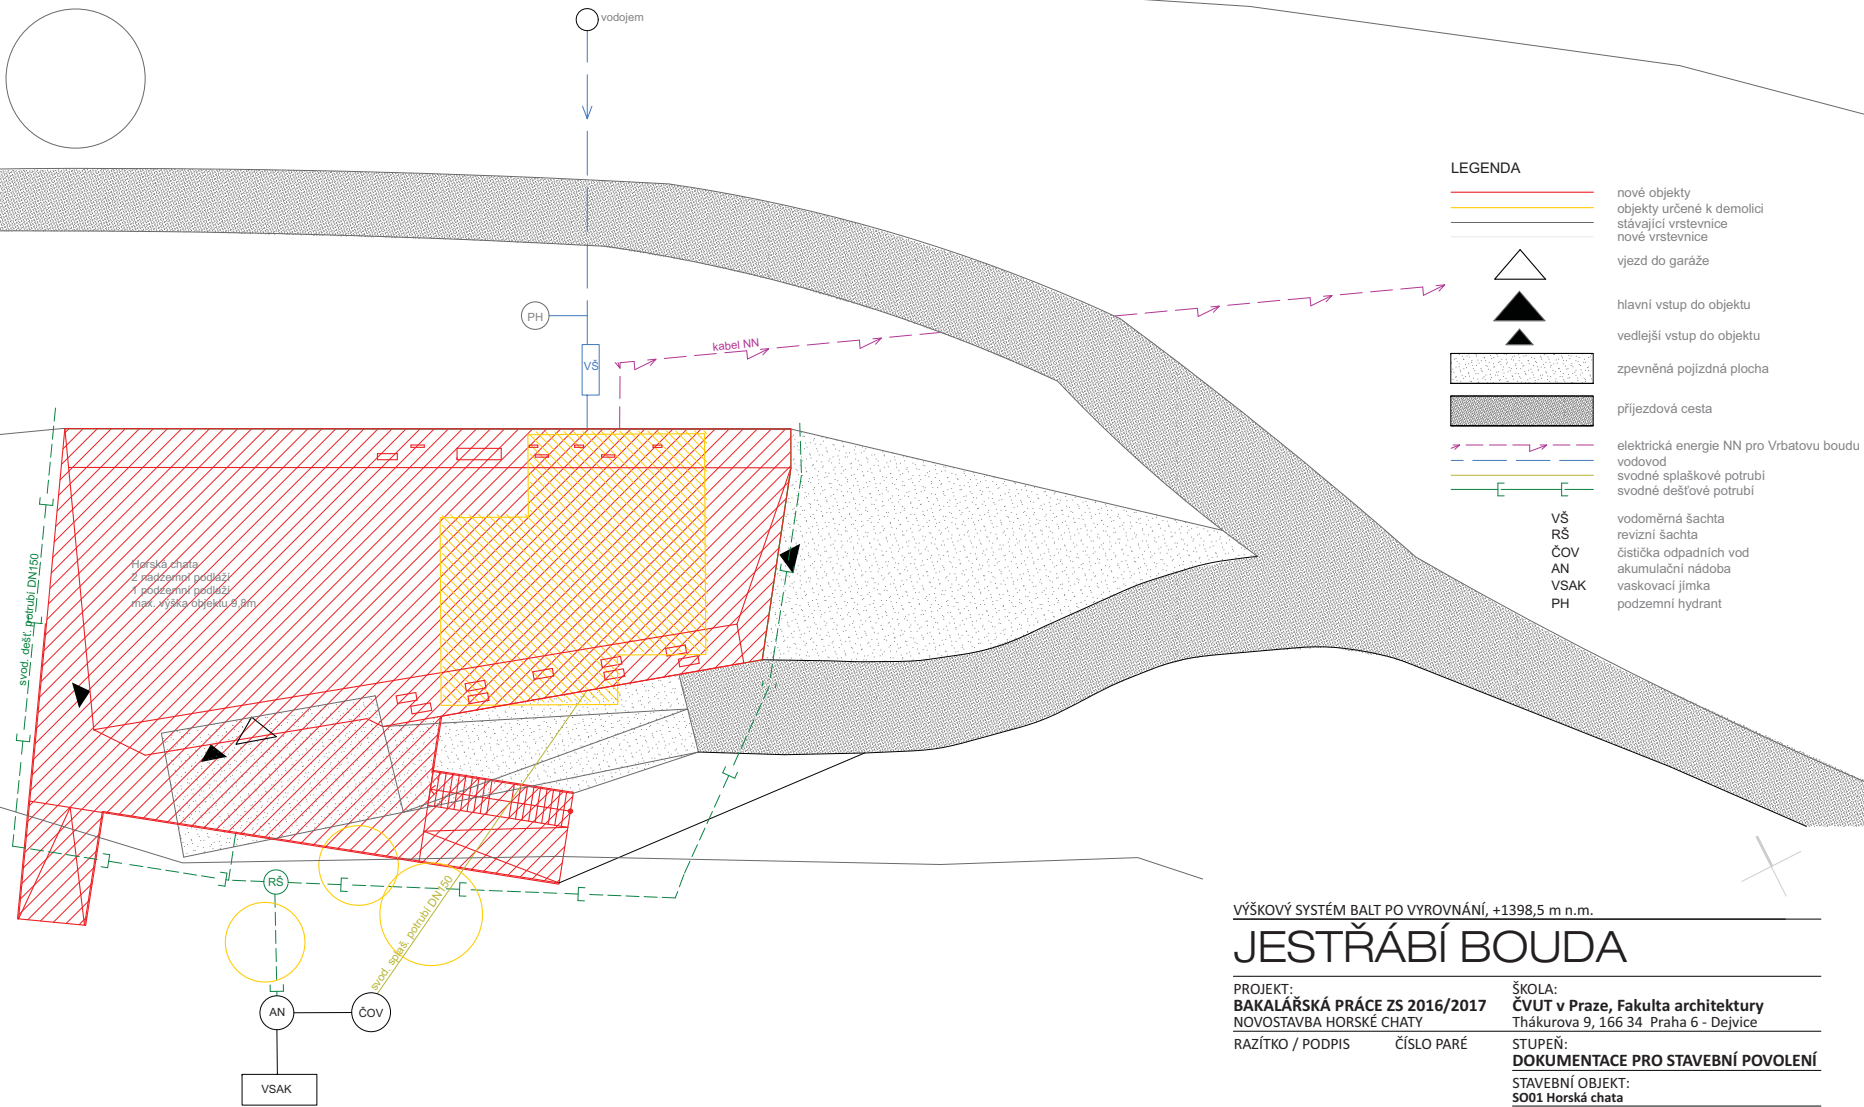 vodojem
LEGENDA
nové objekty
objekty určené k demolici
stávající vrstevnice
nové vrstevnice
vjezd do garáže
hlavní vstup do objektu
vedlejší vstup do objektu
zpevněná pojízdná plocha
příjezdová cesta
elektrická energie NN pro Vrbatovu boudu
vodovod
svodné splaškové potrubí
svodné dešťové potrubí
VŠ vodoměrná šachta
RŠ revizní šachta
ČOV čistička odpadních vod
AN akumulační nádoba
VSAK vaskovací jímka
PH podzemní hydrant
PH
VŠ
kabel NN
Horská chata
2 nadzemní podlaží
1 podzemní podlaží
max. výška objektu 9,8m
svod. dešť. potrubí DN150
RŠ
svod. splaš. potrubí DN150
AN
ČOV
VSAK
VÝŠKOVÝ SYSTÉM BALT PO VYROVNÁNÍ, +1398,5 m n.m.
JESTŘÁBÍ BOUDA
PROJEKT:
BAKALÁŘSKÁ PRÁCE ZS 2016/2017
NOVOSTAVBA HORSKÉ CHATY
ŠKOLA:
ČVUT v Praze, Fakulta architektury
Thákurova 9, 166 34 Praha 6 - Dejvice
RAZÍTKO / PODPIS
ČÍSLO PARÉ
STUPEŇ:
DOKUMENTACE PRO STAVEBNÍ POVOLENÍ
STAVEBNÍ OBJEKT:
SO01 Horská chata